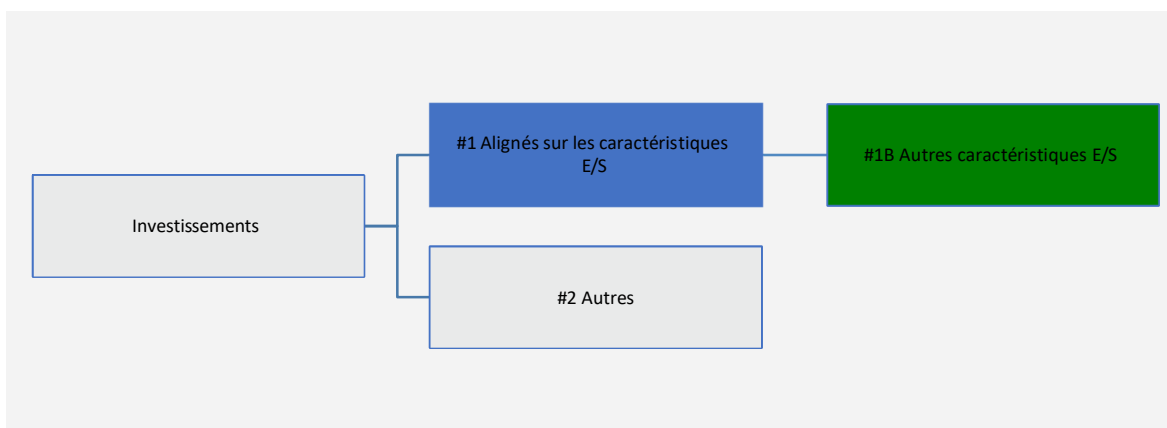 #1 Alignés sur les caractéristiques
E/S
#1B Autres caractéristiques E/S
Investissements
#2 Autres